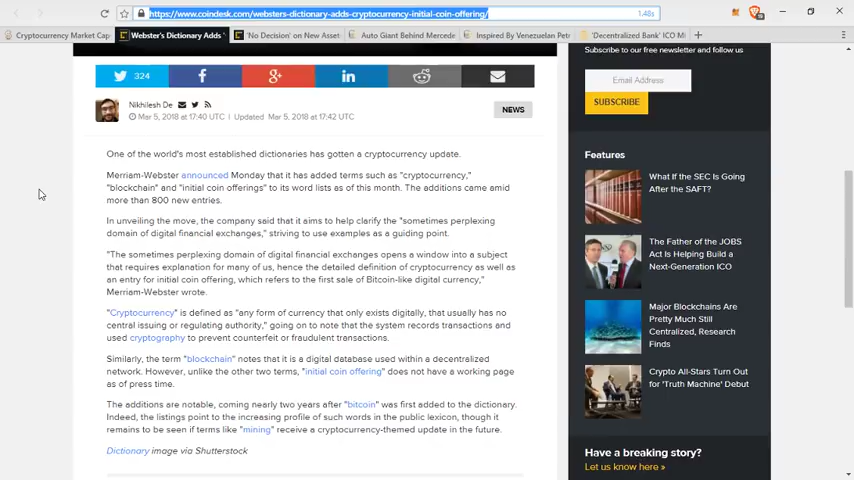 https://www.coindesk.com/websters-dictionary-adds-cryptocurrency-initial-coin-offering/
1.48s
19
Cryptocurrency Market Cap
Webster's Dictionary Adds
'No Decision' on New Asset
Auto Giant Behind Mercede
Inspired By Venezuelan Petr
'Decentralized Bank' ICO M
324
Nikhilesh De
Mar 5, 2018 at 17:40 UTC | Updated Mar 5, 2018 at 17:42 UTC
NEWS
One of the world's most established dictionaries has gotten a cryptocurrency update.
Merriam-Webster announced Monday that it has added terms such as "cryptocurrency,"
"blockchain" and "initial coin offerings" to its word lists as of this month. The additions came amid
more than 800 new entries.
In unveiling the move, the company said that it aims to help clarify the "sometimes perplexing
domain of digital financial exchanges," striving to use examples as a guiding point.
"The sometimes perplexing domain of digital financial exchanges opens a window into a subject
that requires explanation for many of us, hence the detailed definition of cryptocurrency as well as
an entry for initial coin offering, which refers to the first sale of Bitcoin-like digital currency,"
Merriam-Webster wrote.
"Cryptocurrency" is defined as "any form of currency that only exists digitally, that usually has no
central issuing or regulating authority," going on to note that the system records transactions and
used cryptography to prevent counterfeit or fraudulent transactions.
Similarly, the term "blockchain" notes that it is a digital database used within a decentralized
network. However, unlike the other two terms, "initial coin offering" does not have a working page
as of press time.
The additions are notable, coming nearly two years after "bitcoin" was first added to the dictionary.
Indeed, the listings point to the increasing profile of such words in the public lexicon, though it
remains to be seen if terms like "mining" receive a cryptocurrency-themed update in the future.
Dictionary image via Shutterstock
Subscribe to our free newsletter and follow us
Email Address
SUBSCRIBE
Features
What If the SEC Is Going
After the SAFT?
The Father of the JOBS
Act Is Helping Build a
Next-Generation ICO
Major Blockchains Are
Pretty Much Still
Centralized, Research
Finds
Crypto All-Stars Turn Out
for 'Truth Machine' Debut
Have a breaking story?
Let us know here »